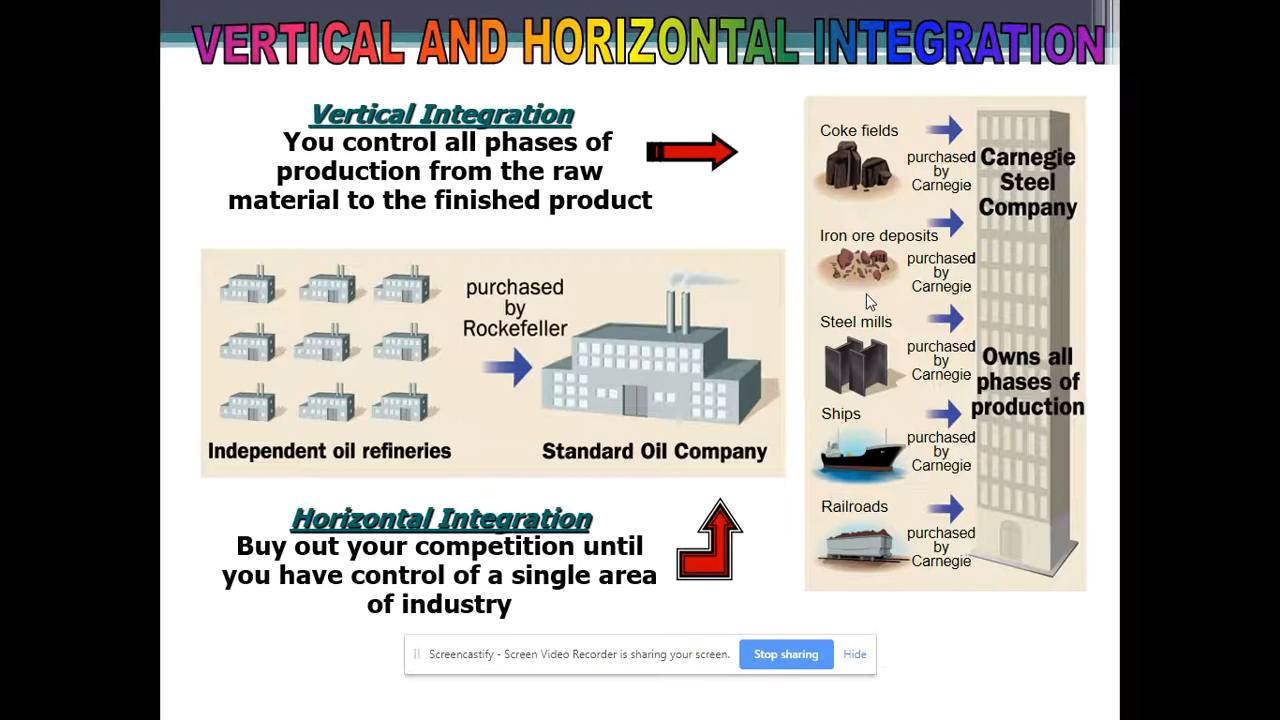 VERTICAL AND HORIZONTAL INTEGRATION
Vertical Integration
You control all phases of
production from the raw
material to the finished product
purchased
by
Rockefeller
Independent oil refineries
Standard Oil Company
Horizontal Integration
Buy out your competition until
you have control of a single area
of industry
Coke fields
purchased
by
Carnegie
Iron ore deposits
purchased
by
Carnegie
Steel mills
purchased
by
Carnegie
Ships
purchased
by
Carnegie
Railroads
purchased
by
Carnegie
Carnegie
Steel
Company
Owns all
phases of
production
Screencastify - Screen Video Recorder is sharing your screen. Stop sharing Hide